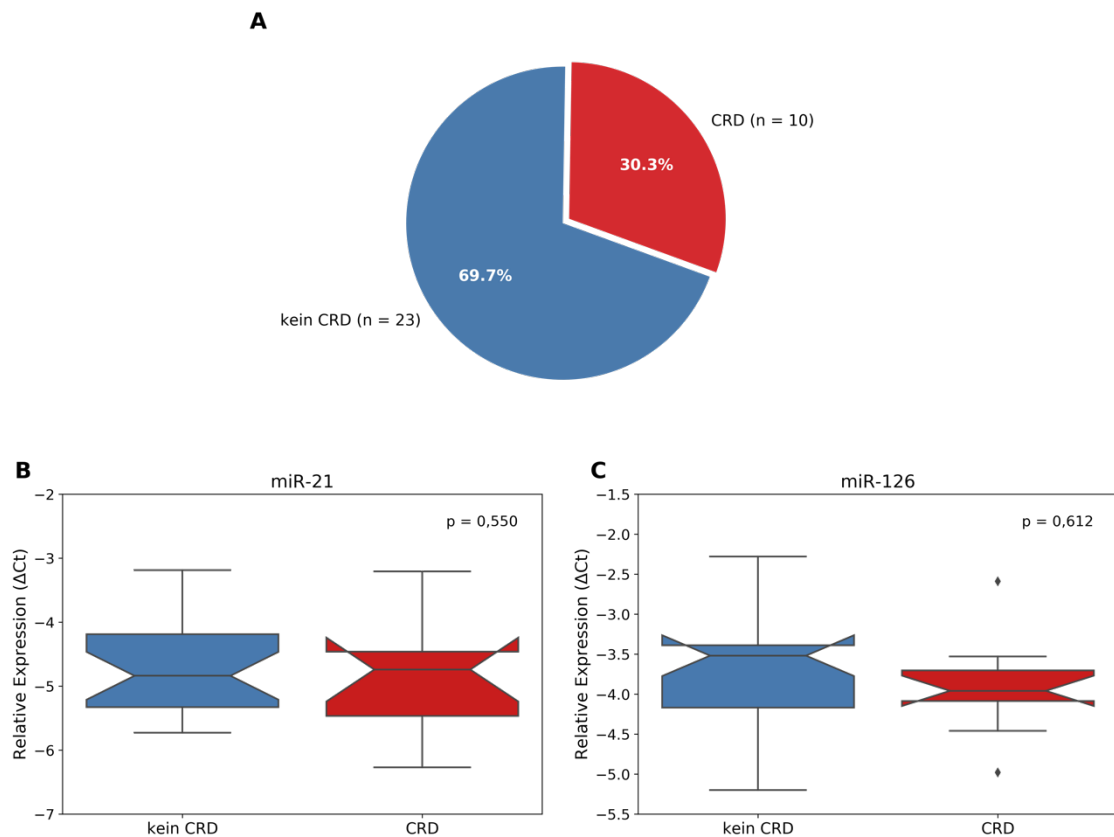 A
CRD (n = 10)
30.3%
69.7%
kein CRD (n = 23)
B
miR-21
p = 0,550
Relative Expression (ΔCt)
−2
−3
−4
−5
−6
−7
kein CRD
CRD
C
miR-126
p = 0,612
Relative Expression (ΔCt)
−1.5
−2.0
−2.5
−3.0
−3.5
−4.0
−4.5
−5.0
−5.5
kein CRD
CRD